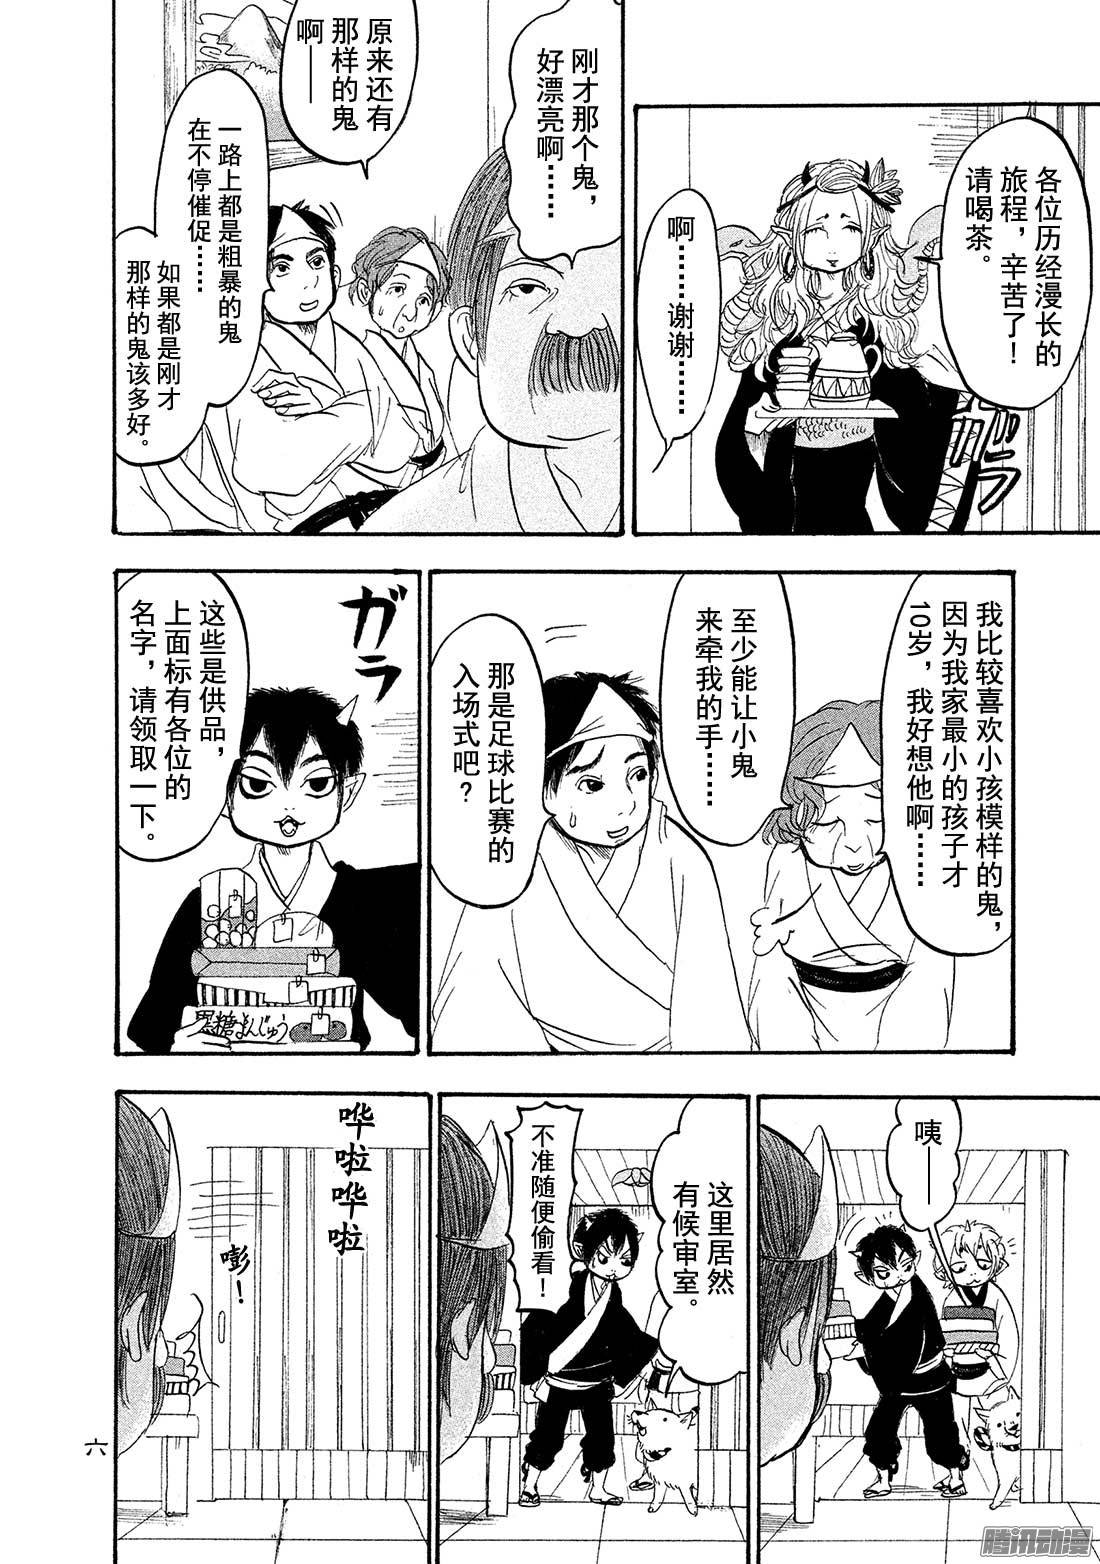 各位历经漫长的
旅程，辛苦了！
请喝茶。
ガラ
啊……
谢谢……
刚才那个鬼，
好漂亮啊……
原来还有
那样的鬼
啊——
一路上都是粗暴的鬼
在不停催促……
如果都是刚才
那样的鬼该多好。
我比较喜欢小孩模样的鬼，
因为我家最小的孩子才
10岁，我好想他啊……
至少能让小鬼
来牵我的手……
那是足球比赛的
入场式吧？
ガラ
这些是供品，
上面标有各位的
名字，请领取一下。
黒糖まんじゅう
咦——
这里居然
有候审室。
不准随便偷看！
哗啦哗啦
嘭！
六
腾讯动漫